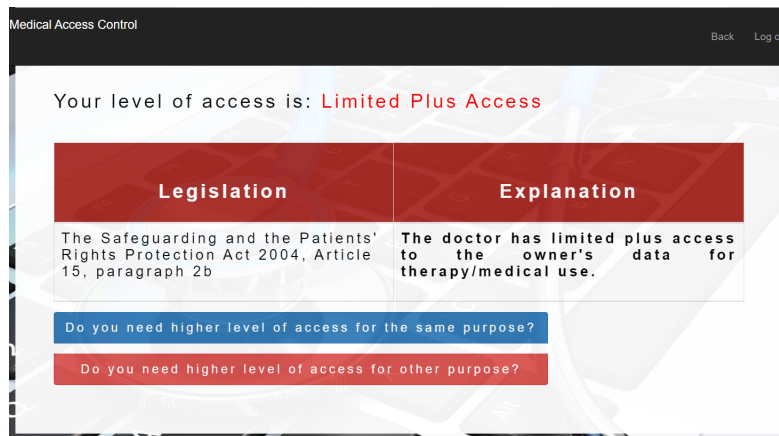 Medical Access Control
Back
Your level of access is: Limited Plus Access
Legislation
Explanation
The Safeguarding and the Patients'
Rights Protection Act 2004, Article
15, paragraph 2b
The doctor has limited plus access
to the owner's data for
therapy/medical use.
Do you need higher level of access for the same purpose?
Do you need higher level of access for other purpose?